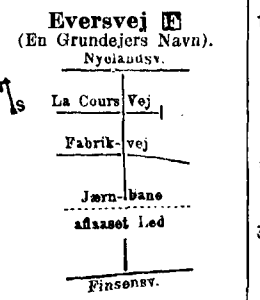 Eversvej F
(En Grundejers Navn).
Nyelandsv.
s
La Cours Vej
Fabrik-vej
Jærn-bane
aflaaset Led
Finsensv.